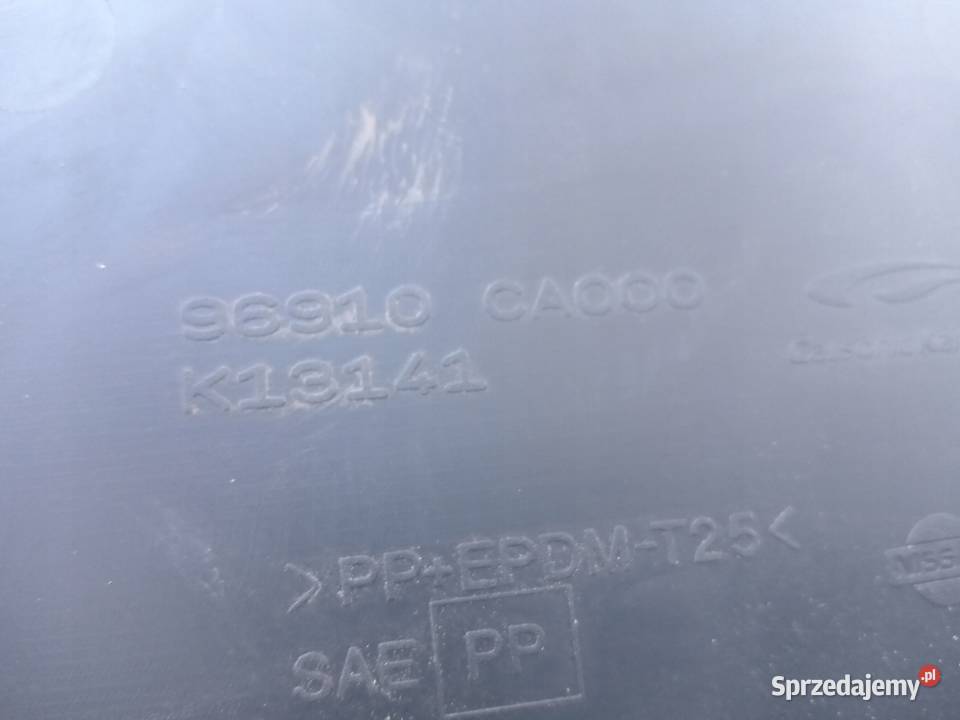 96910 CA000
K13141
>PP+EPDM-T25<
SAE PP
Sprzedajemy.pl